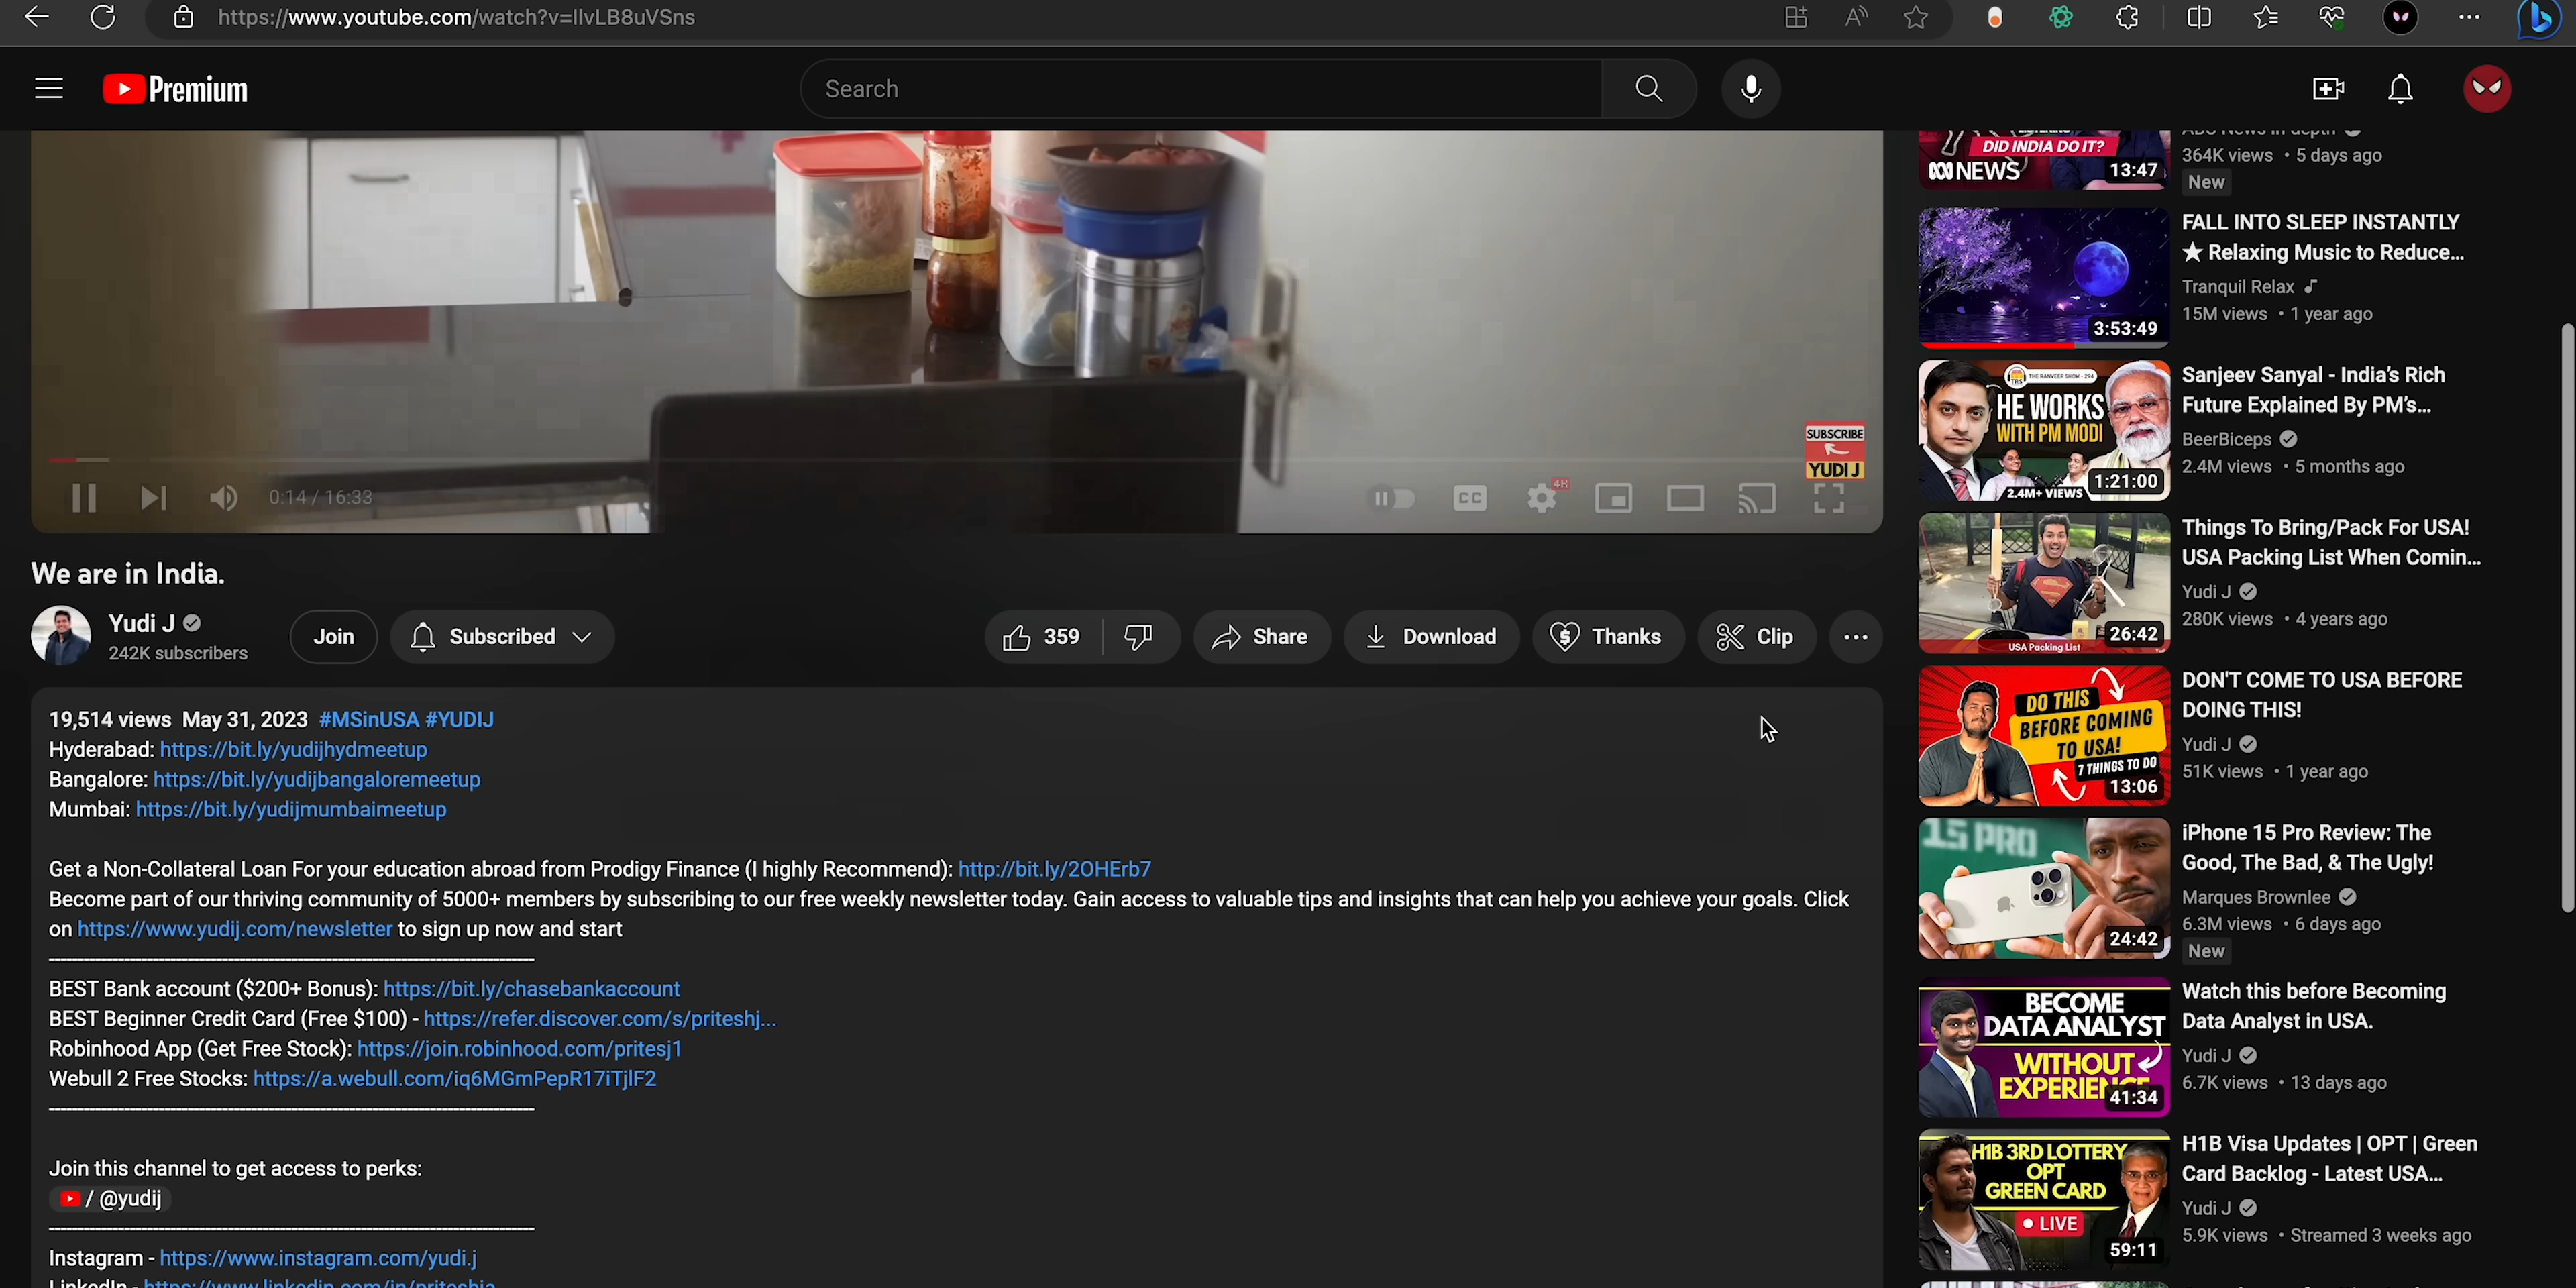 https://www.youtube.com/watch?v=IlvLB8uVSns
Premium
Search
SUBSCRIBE
YUDI J
0:14 / 16:33
CC
4K
We are in India.
Yudi J
242K subscribers
Join
Subscribed
359
Share
Download
Thanks
Clip
19,514 views May 31, 2023 #MSinUSA #YUDIJ
Hyderabad: https://bit.ly/yudijhydmeetup
Bangalore: https://bit.ly/yudijbangaloremeetup
Mumbai: https://bit.ly/yudijmumbaimeetup
Get a Non-Collateral Loan For your education abroad from Prodigy Finance (I highly Recommend): http://bit.ly/2OHErb7
Become part of our thriving community of 5000+ members by subscribing to our free weekly newsletter today. Gain access to valuable tips and insights that can help you achieve your goals. Click
on https://www.yudij.com/newsletter to sign up now and start
BEST Bank account ($200+ Bonus): https://bit.ly/chasebankaccount
BEST Beginner Credit Card (Free $100) - https://refer.discover.com/s/priteshj...
Robinhood App (Get Free Stock): https://join.robinhood.com/pritesj1
Webull 2 Free Stocks: https://a.webull.com/iq6MGmPepR17iTjlF2
Join this channel to get access to perks:
/ @yudij
Instagram - https://www.instagram.com/yudi.j
LinkedIn - https://www.linkedin.com/in/priteshja
DID INDIA DO IT?
NEWS
13:47
ABC News In-depth
364K views • 5 days ago
New
3:53:49
FALL INTO SLEEP INSTANTLY
★ Relaxing Music to Reduce...
Tranquil Relax
15M views • 1 year ago
THE RANVEER SHOW - 294
TRS
HE WORKS
WITH PM MODI
2.4M+ VIEWS
1:21:00
Sanjeev Sanyal - India's Rich
Future Explained By PM's...
BeerBiceps
2.4M views • 5 months ago
USA Packing List
26:42
Things To Bring/Pack For USA!
USA Packing List When Comin...
Yudi J
280K views • 4 years ago
DO THIS
BEFORE COMING
TO USA!
7 THINGS TO DO
13:06
DON'T COME TO USA BEFORE
DOING THIS!
Yudi J
51K views • 1 year ago
15 PRO
24:42
iPhone 15 Pro Review: The
Good, The Bad, & The Ugly!
Marques Brownlee
6.3M views • 6 days ago
New
BECOME
DATA ANALYST
WITHOUT
EXPERIENCE
41:34
Watch this before Becoming
Data Analyst in USA.
Yudi J
6.7K views • 13 days ago
H1B 3RD LOTTERY
OPT
GREEN CARD
LIVE
59:11
H1B Visa Updates | OPT | Green
Card Backlog - Latest USA...
Yudi J
5.9K views • Streamed 3 weeks ago